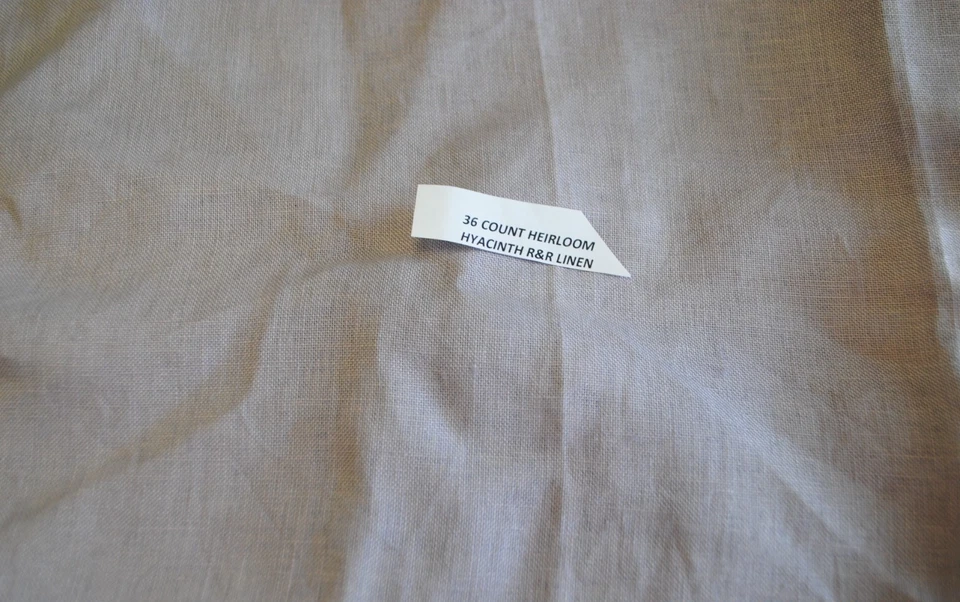 36 COUNT HEIRLOOM
HYACINTH R&R LINEN